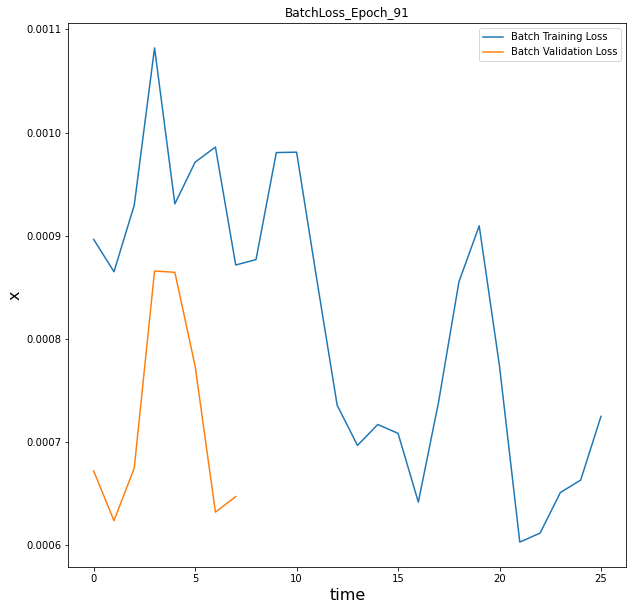 BatchLoss_Epoch_91
Batch Training Loss
Batch Validation Loss
0.0011
0.0010
0.0009
0.0008
0.0007
0.0006
x
0
5
10
15
20
25
time